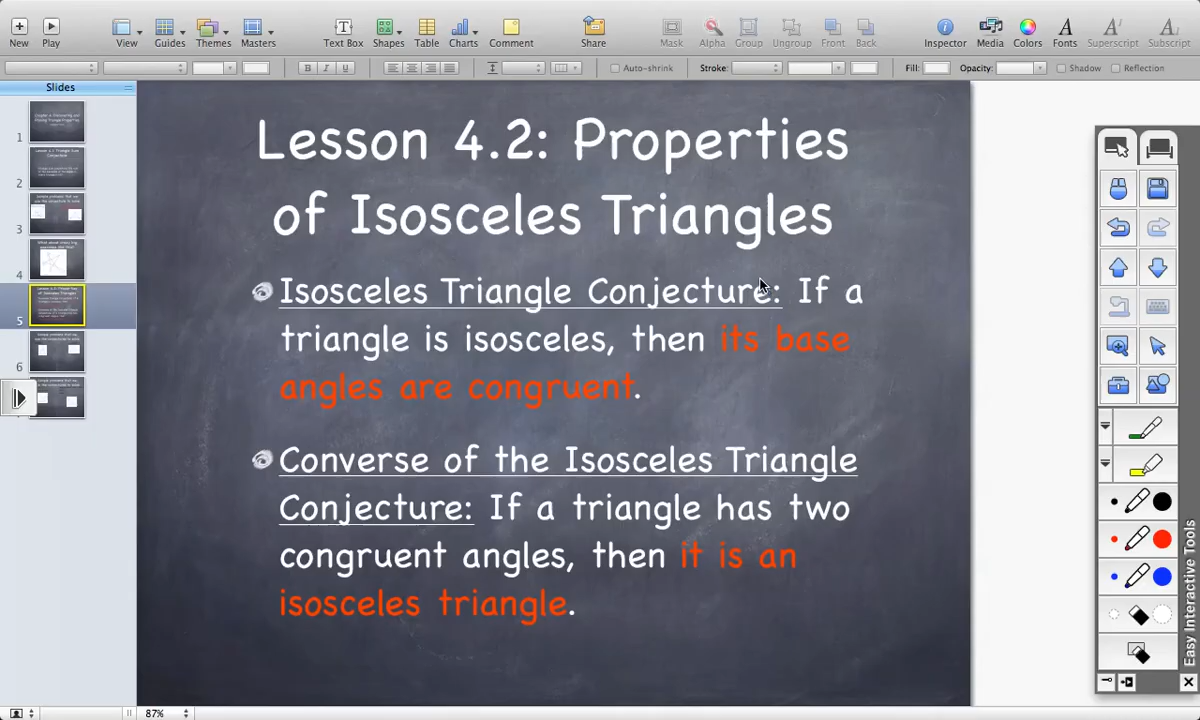 New Play View Guides Themes Masters Text Box Shapes Table Charts Comment Share Mask Alpha Group Ungroup Front Back Inspector Media Colors Fonts Superscript Subscript
B I U Auto-shrink Stroke: Fill: Opacity: Shadow Reflection
Slides
1
2
3
4
5
6
Lesson 4.2: Properties
of Isosceles Triangles
Isosceles Triangle Conjecture: If a
triangle is isosceles, then its base
angles are congruent.
Converse of the Isosceles Triangle
Conjecture: If a triangle has two
congruent angles, then it is an
isosceles triangle.
Easy Interactive Tools
87%